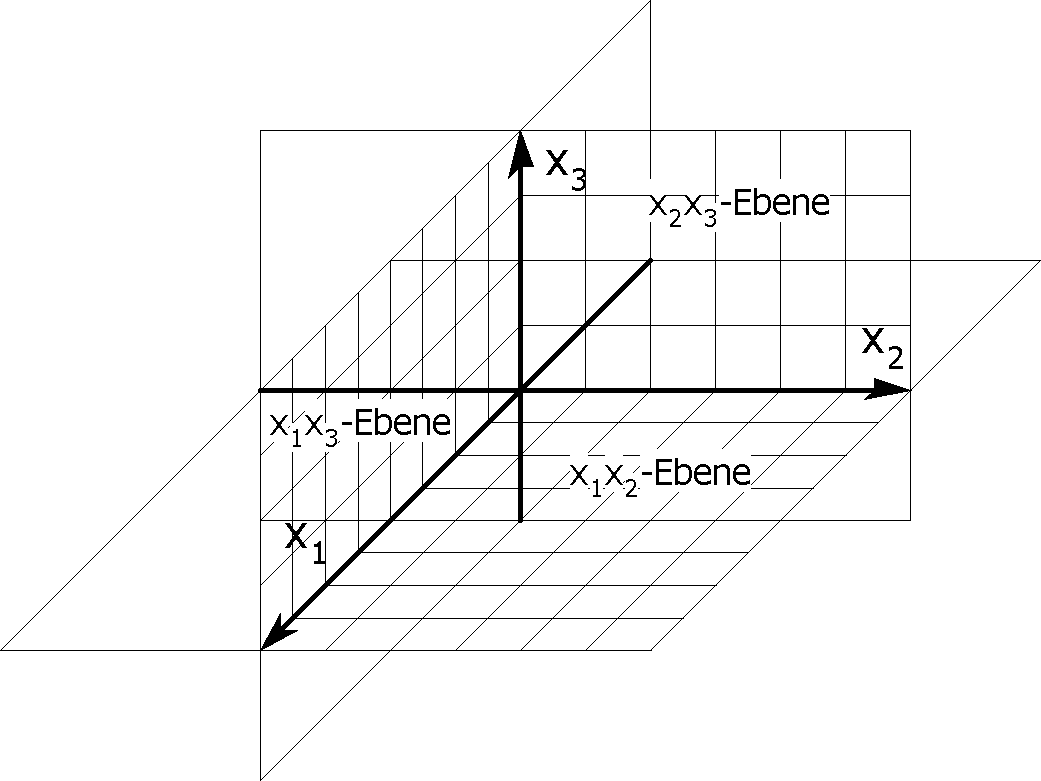 x₃
x₂x₃-Ebene
x₂
x₁x₃-Ebene
x₁x₂-Ebene
x₁